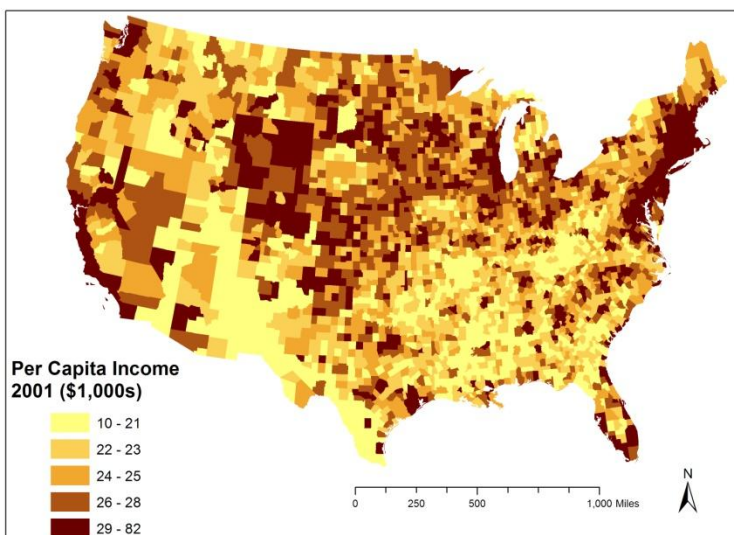 Per Capita Income
2001 ($1,000s)
10 - 21
22 - 23
24 - 25
26 - 28
29 - 82
0 250 500 1,000 Miles
N